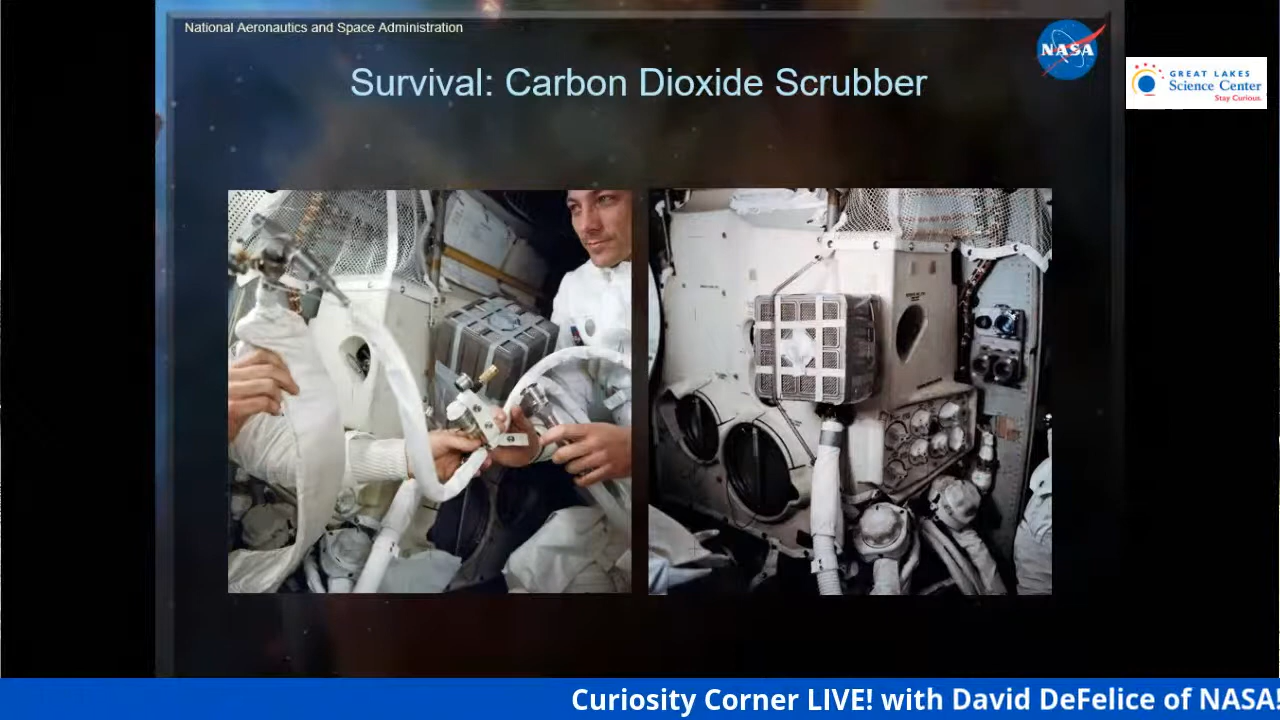 National Aeronautics and Space Administration
NASA
Survival: Carbon Dioxide Scrubber
GREAT LAKES
Science Center
Stay Curious.
Curiosity Corner LIVE! with David DeFelice of NASA!